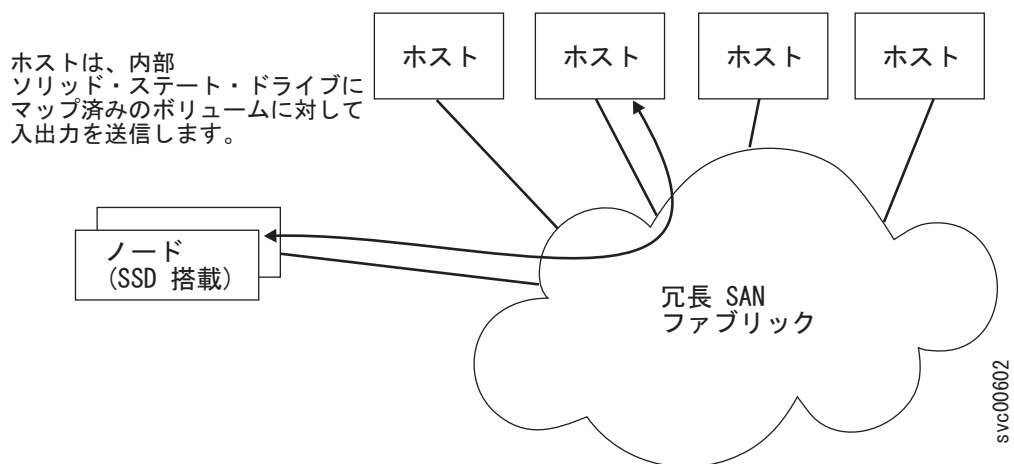 ホスト
ホスト
ホスト
ホスト
ホストは、内部
ソリッド・ステート・ドライブに
マップ済みのボリュームに対して
入出力を送信します。
ノード
(SSD 搭載)
冗長 SAN
ファブリック
svc00602